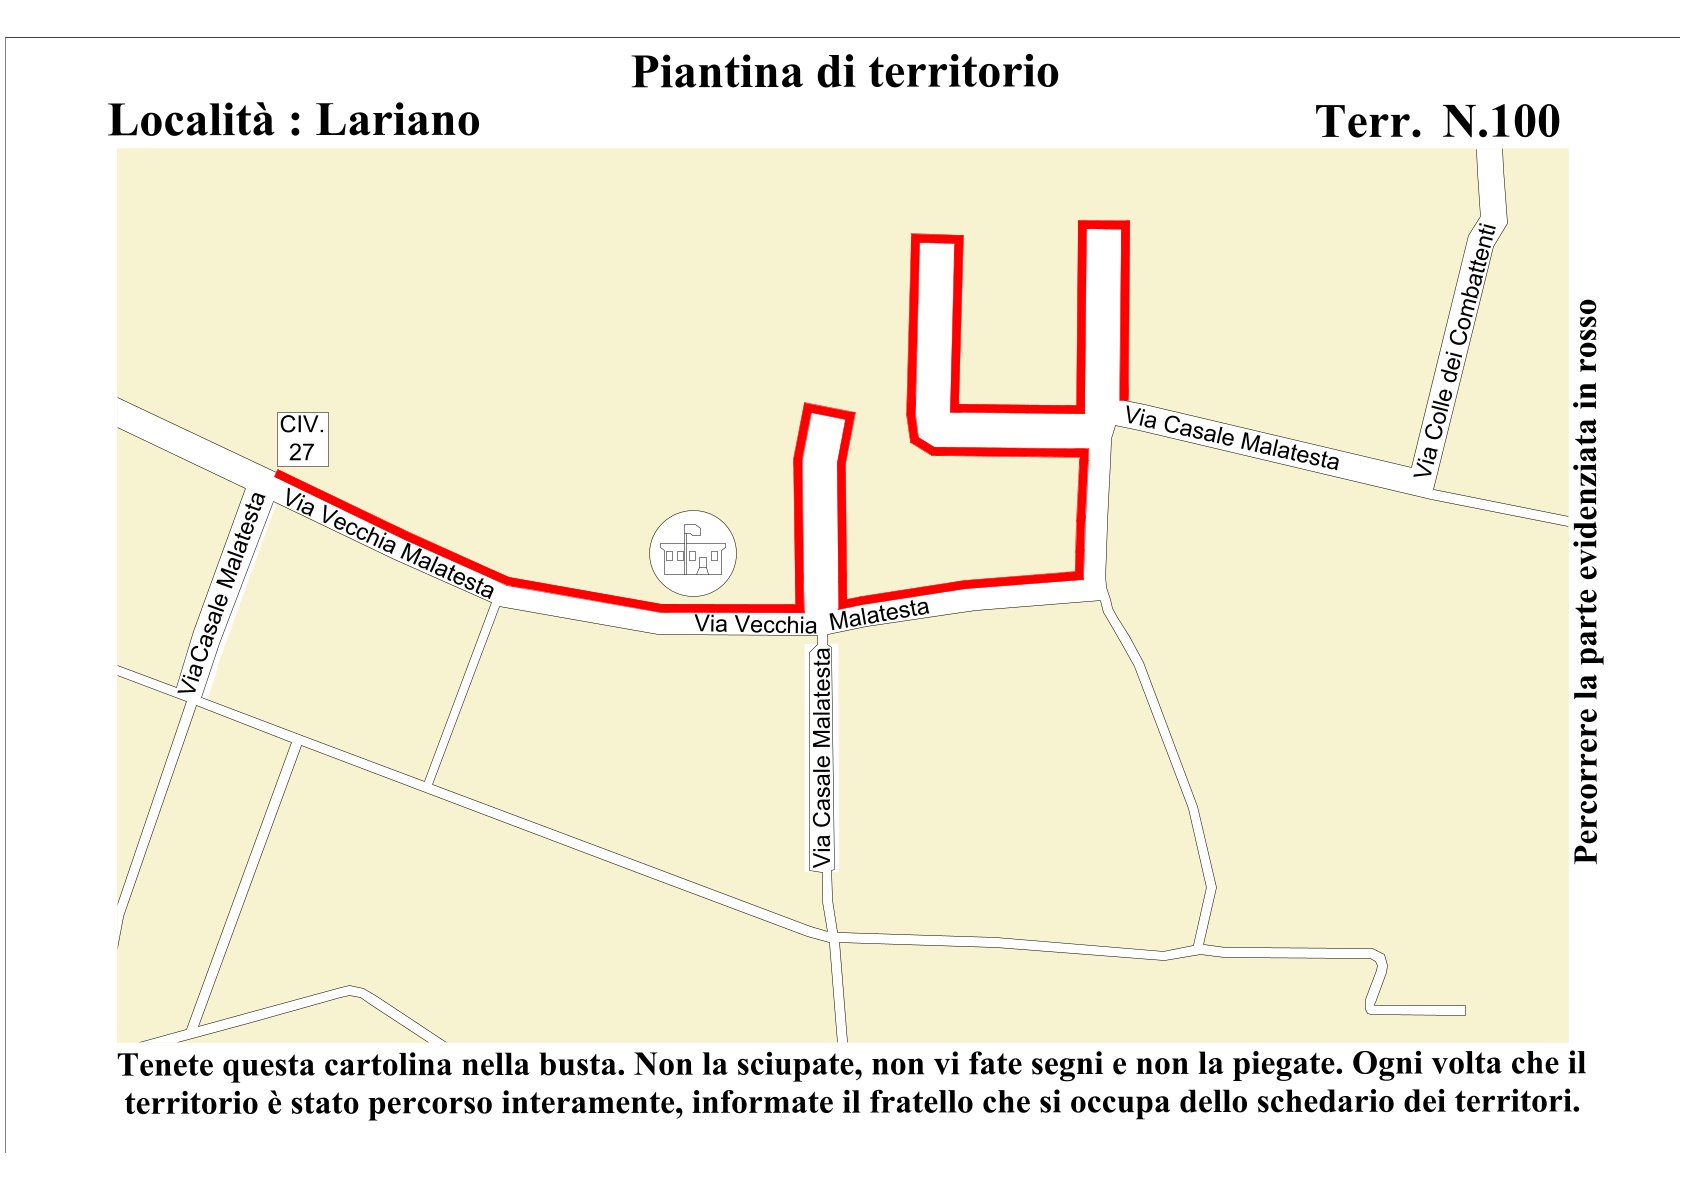 Piantina di territorio
Località : Lariano
Terr. N.100
CIV.
27
Via Vecchia Malatesta
ViaCasale Malatesta
Via Vecchia
Malatesta
Via Casale Malatesta
Via Casale Malatesta
Via Colle dei Combattenti
Percorrere la parte evidenziata in rosso
Tenete questa cartolina nella busta. Non la sciupate, non vi fate segni e non la piegate. Ogni volta che il
territorio è stato percorso interamente, informate il fratello che si occupa dello schedario dei territori.